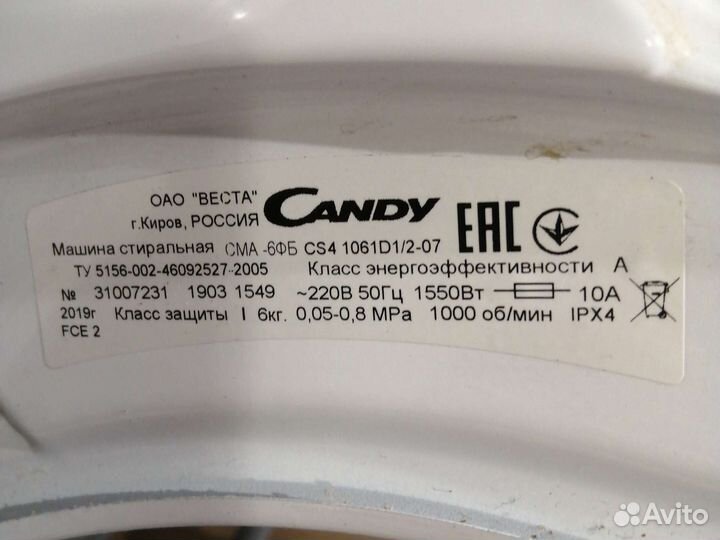 ОАО "ВЕСТА"
г.Киров, РОССИЯ
CANDY
EAC
Машина стиральная СМА -6ФБ CS4 1061D1/2-07
ТУ 5156-002-46092527-2005 Класс энергоэффективности А
№ 31007231 1903 1549 ~220В 50Гц 1550Вт 10А
2019г Класс защиты I 6кг. 0,05-0,8 MPa 1000 об/мин IPX4
FCE 2
Avito